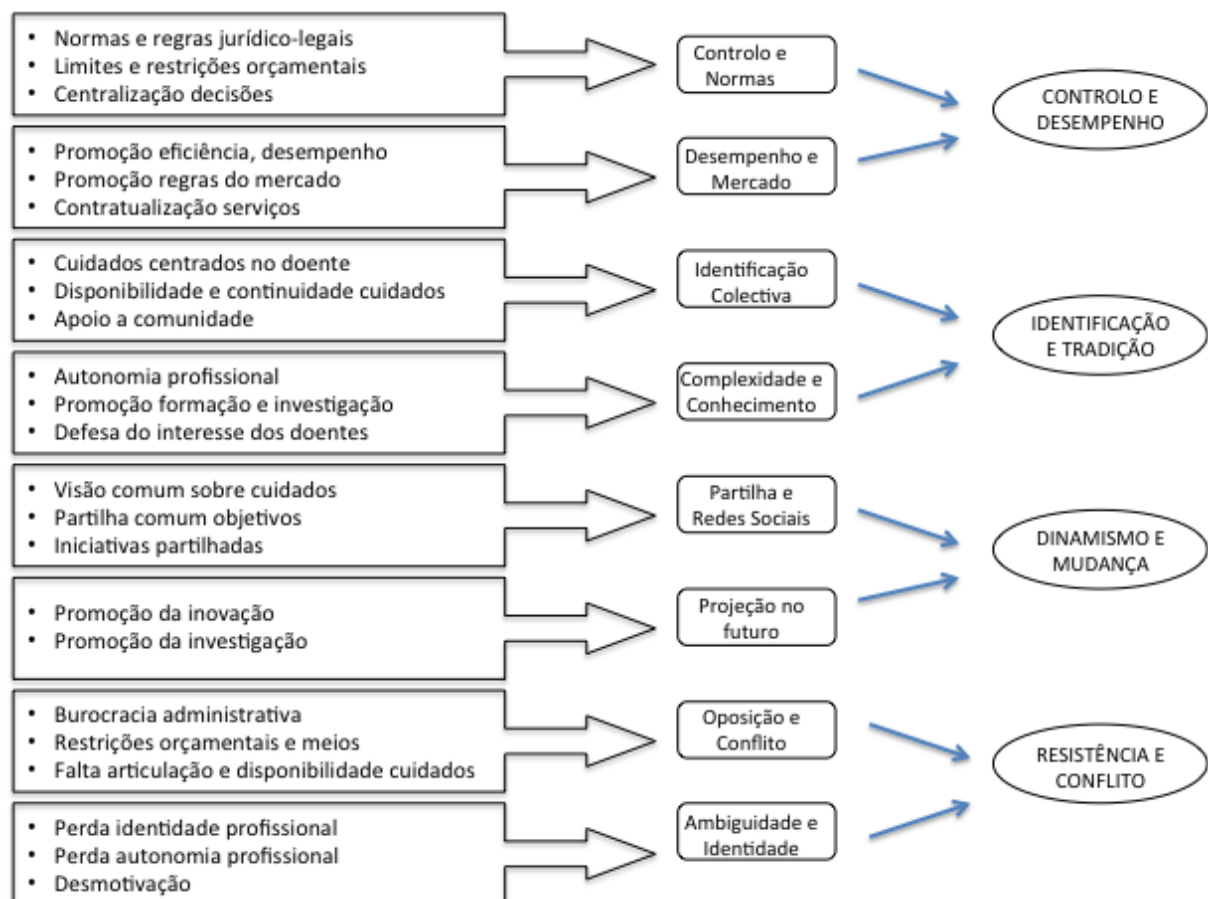 • Normas e regras jurídico-legais
• Limites e restrições orçamentais
• Centralização decisões
Controlo e
Normas
• Promoção eficiência, desempenho
• Promoção regras do mercado
• Contratualização serviços
Desempenho e
Mercado
CONTROLO E
DESEMPENHO
• Cuidados centrados no doente
• Disponibilidade e continuidade cuidados
• Apoio a comunidade
Identificação
Colectiva
• Autonomia profissional
• Promoção formação e investigação
• Defesa do interesse dos doentes
Complexidade e
Conhecimento
IDENTIFICAÇÃO
E TRADIÇÃO
• Visão comum sobre cuidados
• Partilha comum objetivos
• Iniciativas partilhadas
Partilha e
Redes Sociais
• Promoção da inovação
• Promoção da investigação
Projeção no
futuro
DINAMISMO E
MUDANÇA
• Burocracia administrativa
• Restrições orçamentais e meios
• Falta articulação e disponibilidade cuidados
Oposição e
Conflito
• Perda identidade profissional
• Perda autonomia profissional
• Desmotivação
Ambiguidade e
Identidade
RESISTÊNCIA E
CONFLITO